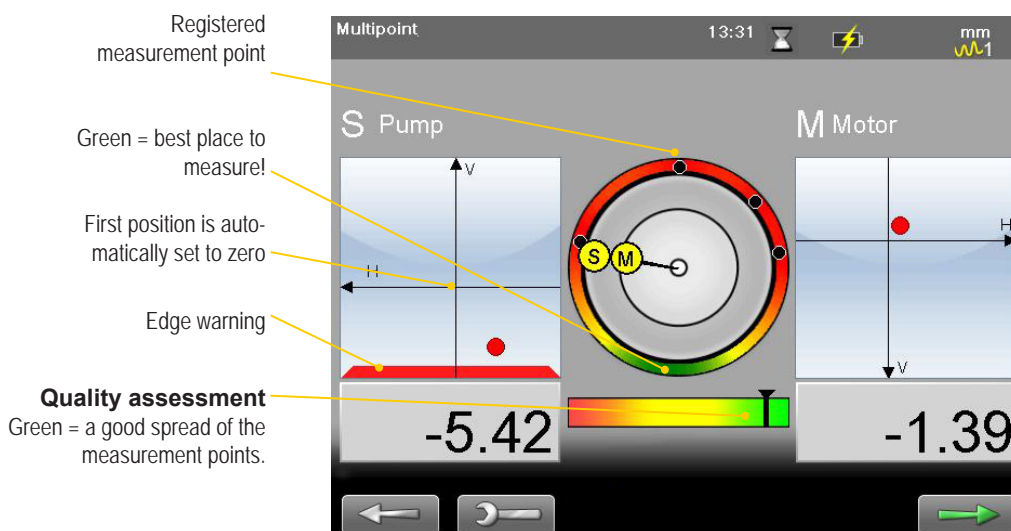 Registered
measurement point
Green = best place to
measure!
First position is auto-
matically set to zero
Edge warning
Quality assessment
Green = a good spread of the
measurement points.
Multipoint
13:31
mm
1
S Pump
M Motor
V
H
S
M
H
V
-5.42
-1.39